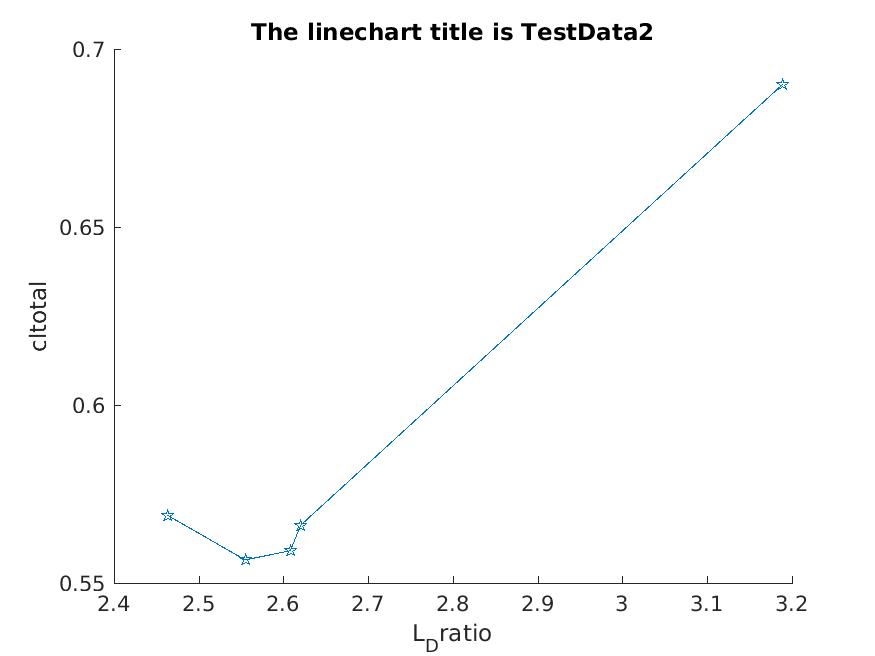 The linechart title is TestData2
0.7
0.65
0.6
0.55
cltotal
2.4 2.5 2.6 2.7 2.8 2.9 3 3.1 3.2
L_Dratio